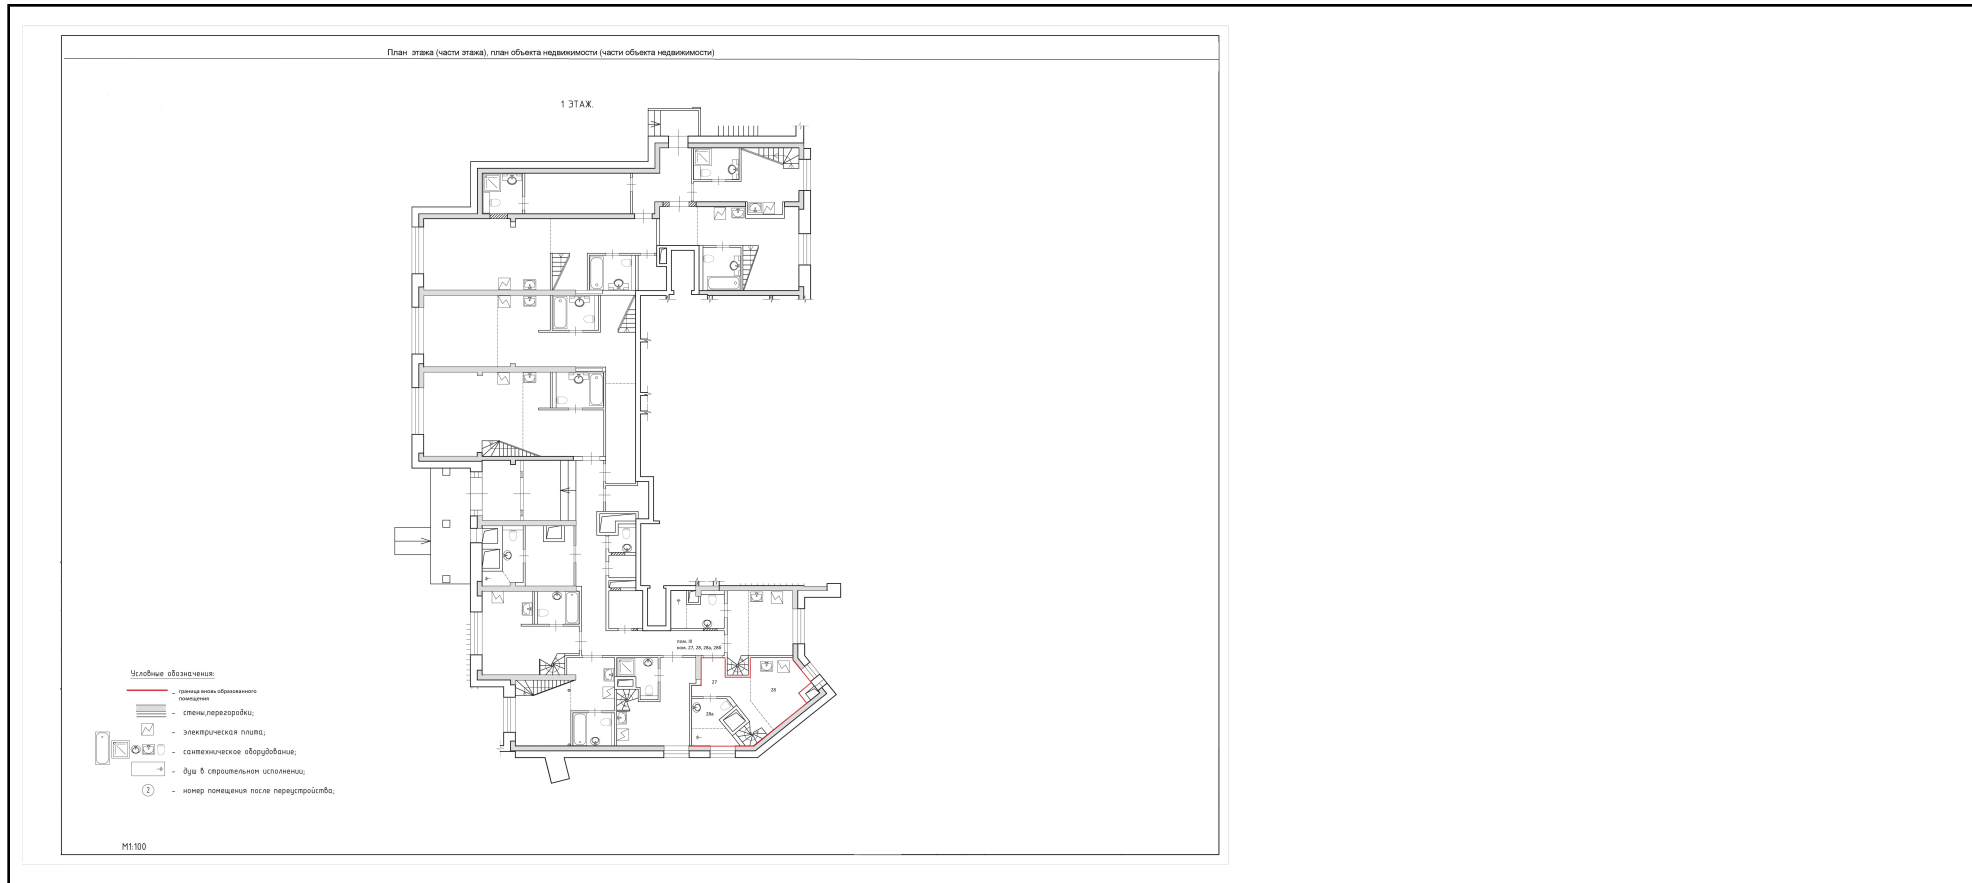 План этажа (части этажа), план объекта недвижимости (части объекта недвижимости)
1 ЭТАЖ.
пом. III
ком. 27, 28, 28а, 28б
27
28
28а
Условные обозначения:
– граница вновь образованного
помещения
– стены,перегородки;
– электрическая плита;
– сантехническое оборудование;
– душ в строительном исполнении;
2 – номер помещения после переустройства;
М1:100